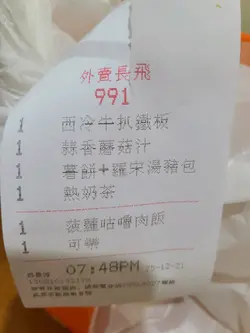 外賣長飛
991
1 西冷牛扒鐵板
1 蒜香蘑菇汁
1 薯餅+羅宋湯豬包
1 熱奶茶
1 菠蘿咕嚕肉飯
1 可樂
07:48PM